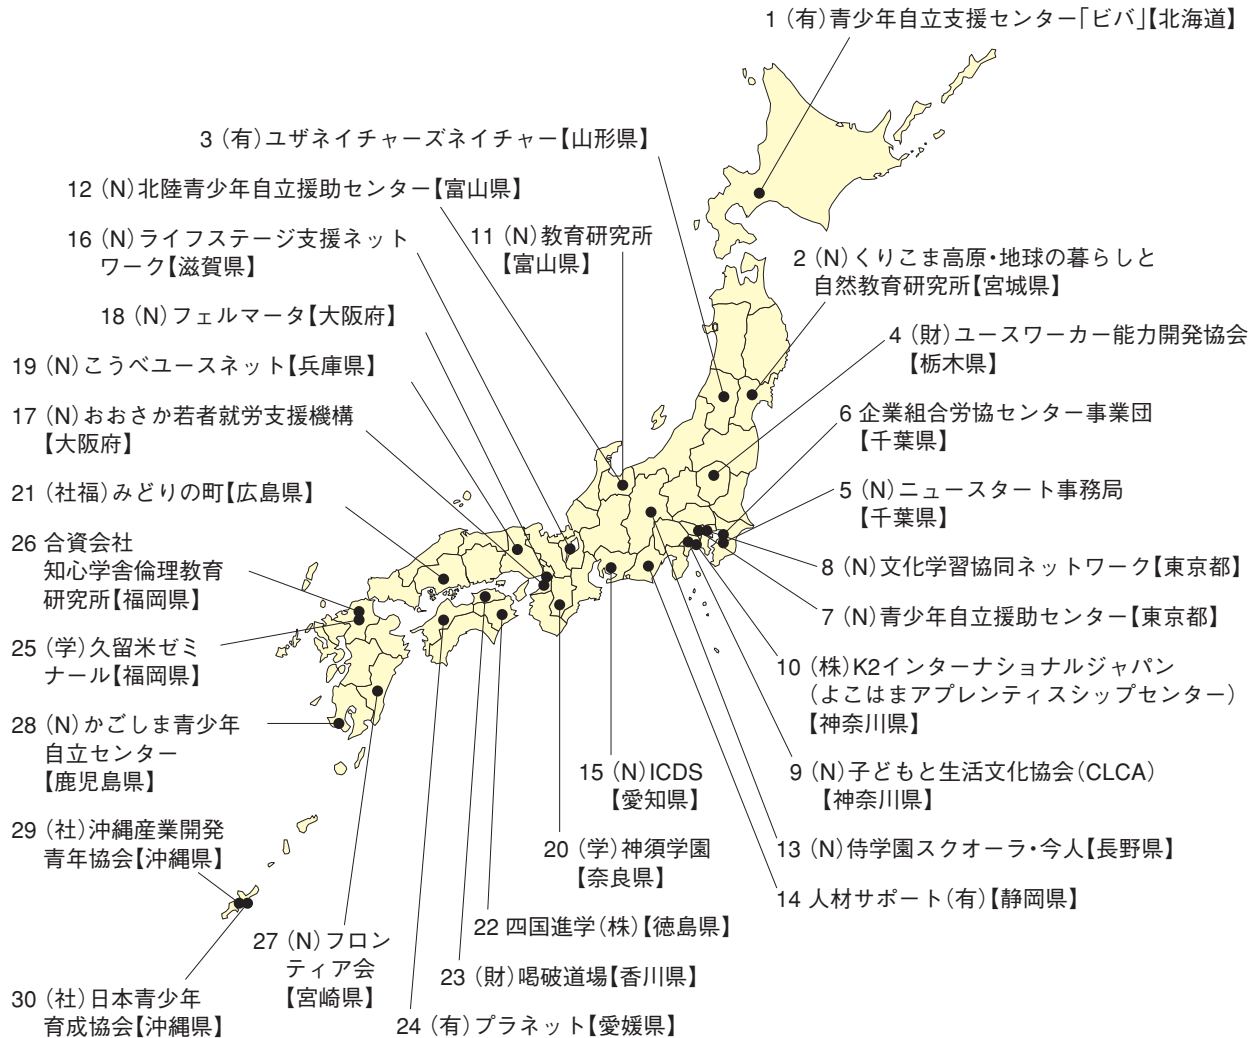 1 (有)青少年自立支援センター「ビバ」【北海道】
3 (有)ユザネイチャーズネイチャー【山形県】
12 (N)北陸青少年自立援助センター【富山県】
16 (N)ライフステージ支援ネット
ワーク【滋賀県】
11 (N)教育研究所
【富山県】
2 (N)くりこま高原・地球の暮らしと
自然教育研究所【宮城県】
18 (N)フェルマータ【大阪府】
4 (財)ユースワーカー能力開発協会
【栃木県】
19 (N)こうべユースネット【兵庫県】
17 (N)おおさか若者就労支援機構
【大阪府】
6 企業組合労協センター事業団
【千葉県】
21 (社福)みどりの町【広島県】
5 (N)ニュースタート事務局
【千葉県】
26 合資会社
知心学舎倫理教育
研究所【福岡県】
8 (N)文化学習協同ネットワーク【東京都】
7 (N)青少年自立援助センター【東京都】
25 (学)久留米ゼミ
ナール【福岡県】
10 (株)K2インターナショナルジャパン
(よこはまアプレンティスシップセンター)
【神奈川県】
28 (N)かごしま青少年
自立センター
【鹿児島県】
15 (N)ICDS
【愛知県】
9 (N)子どもと生活文化協会(CLCA)
【神奈川県】
29 (社)沖縄産業開発
青年協会【沖縄県】
20 (学)神須学園
【奈良県】
13 (N)侍学園スクオーラ・今人【長野県】
14 人材サポート(有)【静岡県】
22 四国進学(株)【徳島県】
27 (N)フロン
ティア会
【宮崎県】
23 (財)喝破道場【香川県】
30 (社)日本青少年
育成協会【沖縄県】
24 (有)プラネット【愛媛県】